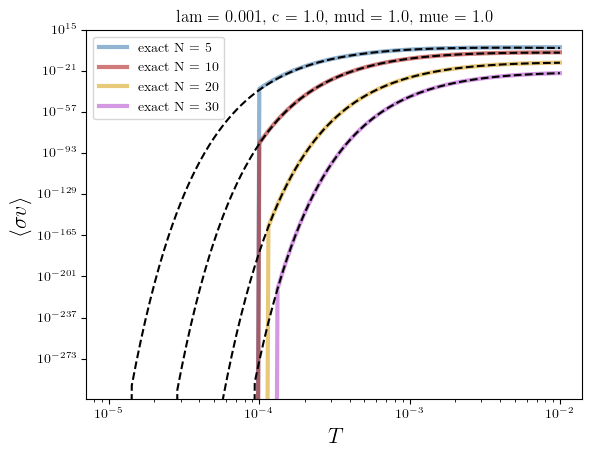 lam = 0.001, c = 1.0, mud = 1.0, mue = 1.0
10^15
10^−21
10^−57
10^−93
10^−129
10^−165
10^−201
10^−237
10^−273
⟨σv⟩
exact N = 5
exact N = 10
exact N = 20
exact N = 30
10^−5 10^−4 10^−3 10^−2
T